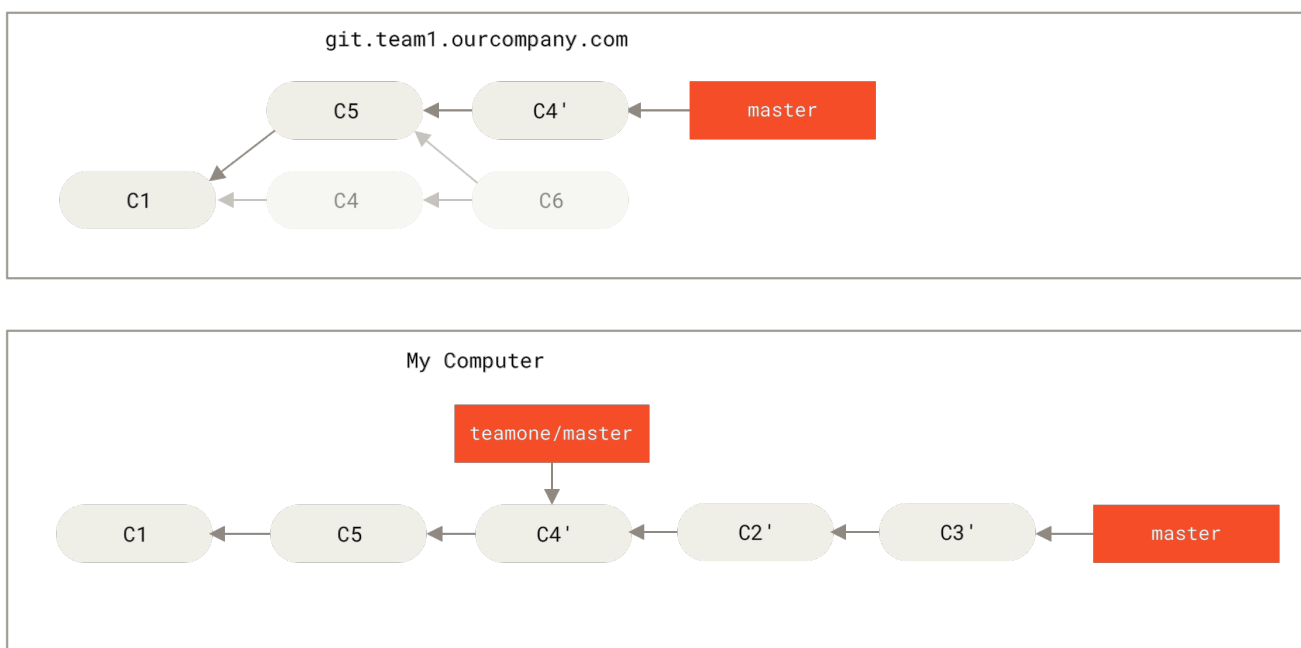 git.team1.ourcompany.com
C5
C4'
master
C1
C4
C6
My Computer
teamone/master
C1
C5
C4'
C2'
C3'
master